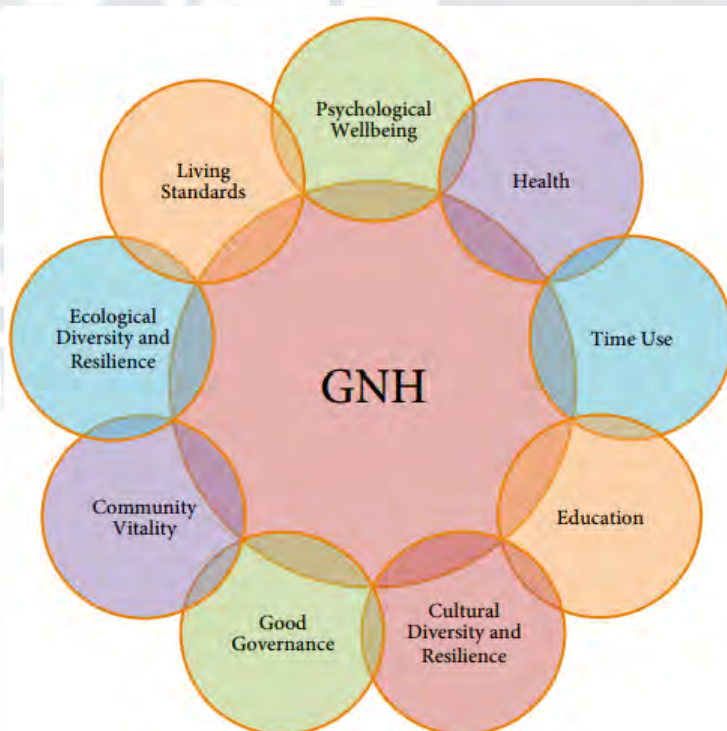 Psychological
Wellbeing
Health
Time Use
Education
Cultural
Diversity and
Resilience
Good
Governance
Community
Vitality
Ecological
Diversity and
Resilience
Living
Standards
GNH